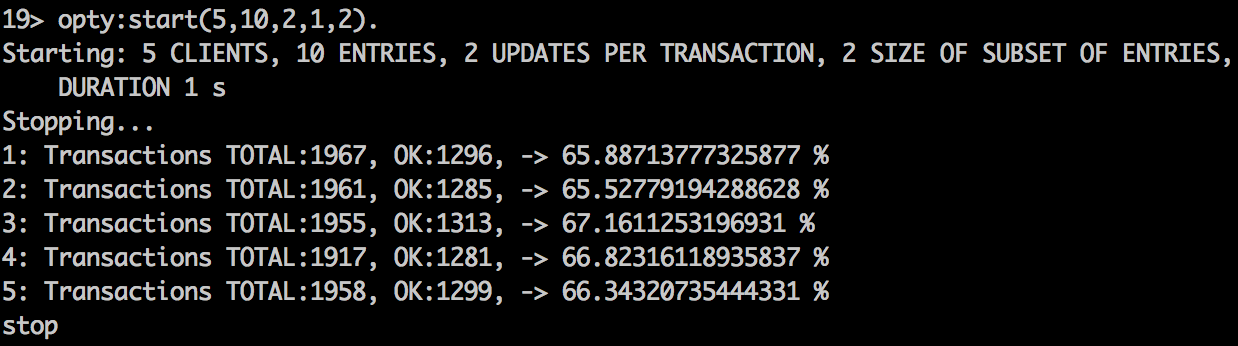 19> opty:start(5,10,2,1,2).
Starting: 5 CLIENTS, 10 ENTRIES, 2 UPDATES PER TRANSACTION, 2 SIZE OF SUBSET OF ENTRIES,
DURATION 1 s
Stopping...
1: Transactions TOTAL:1967, OK:1296, -> 65.88713777325877 %
2: Transactions TOTAL:1961, OK:1285, -> 65.52779194288628 %
3: Transactions TOTAL:1955, OK:1313, -> 67.1611253196931 %
4: Transactions TOTAL:1917, OK:1281, -> 66.82316118935837 %
5: Transactions TOTAL:1958, OK:1299, -> 66.34320735444331 %
stop